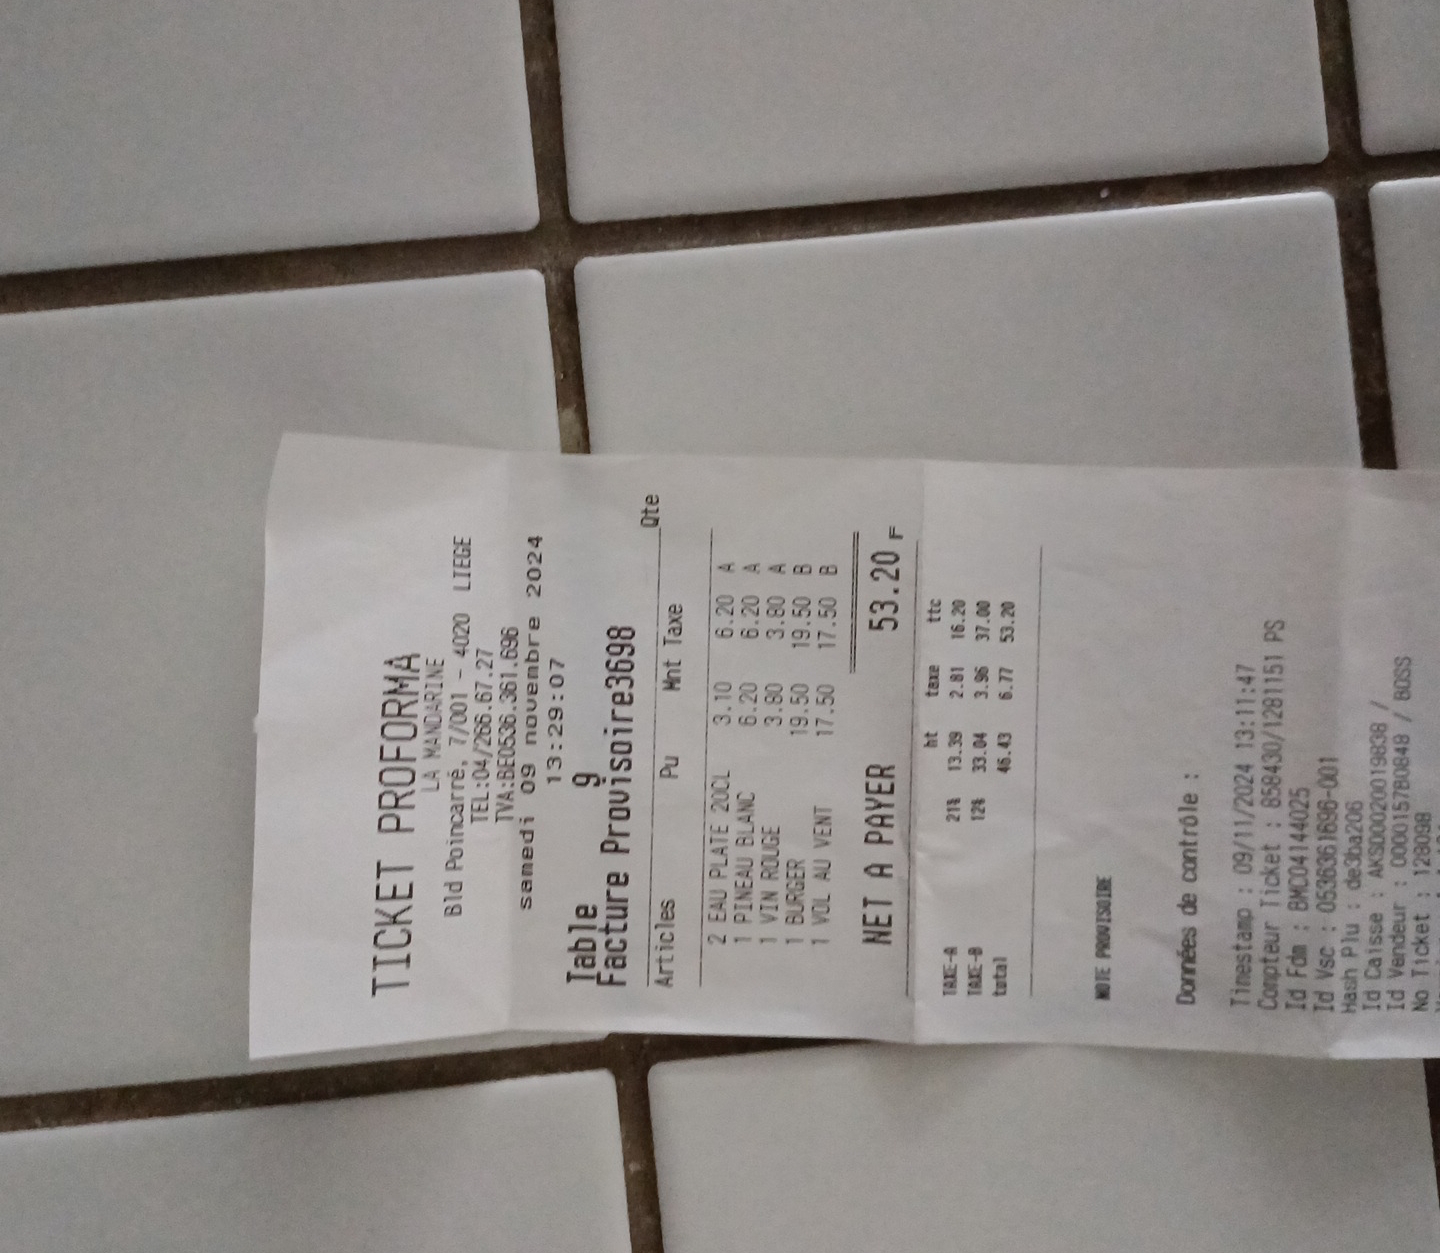 TICKET PROFORMA
LA MANDARINE
Bld Poincarré, 7/001 - 4020 LIEGE
TEL:04/266.67.27
TVA:BE0536.361.696
samedi 09 novembre 2024
13:29:07
Table 9
Facture Provisoire3698
Articles Pu Mnt Taxe Qte
2 EAU PLATE 20CL 3.10 6.20 A
1 PINEAU BLANC 6.20 6.20 A
1 VIN ROUGE 3.80 3.80 A
1 BURGER 19.50 19.50 B
1 VOL AU VENT 17.50 17.50 B
NET A PAYER 53.20 F
ht taxe ttc
TAXE-A 21% 13.39 2.81 16.20
TAXE-B 12% 33.04 3.96 37.00
total 46.43 6.77 53.20
NOTE PROVISOIRE
Données de contrôle :
Timestamp : 09/11/2024 13:11:47
Compteur Ticket : 858430/1281151 PS
Id Fdm : BMC04144025
Id Vsc : 0536361696-001
Hash Plu : de3ba206
Id Caisse : AKS00020019838 /
Id Vendeur : 00001578D848 / BOSS
No Ticket : 128098